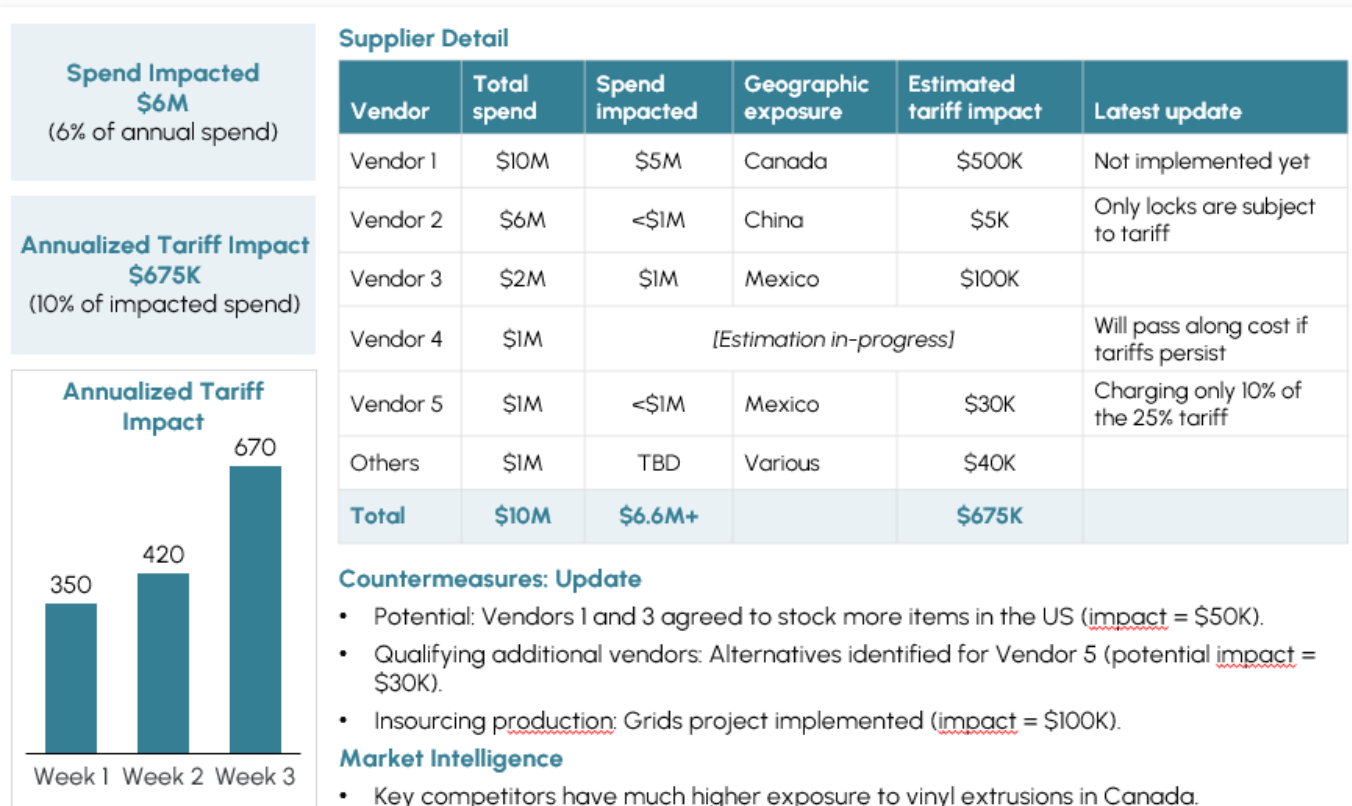 Spend Impacted
$6M
(6% of annual spend)
Annualized Tariff Impact
$675K
(10% of impacted spend)
Annualized Tariff
Impact
350
420
670
Week 1 Week 2 Week 3
Supplier Detail
Vendor Total spend Spend impacted Geographic exposure Estimated tariff impact Latest update
Vendor 1 $10M $5M Canada $500K Not implemented yet
Vendor 2 $6M <$1M China $5K Only locks are subject
to tariff
Vendor 3 $2M $1M Mexico $100K
Vendor 4 $1M [Estimation in-progress] Will pass along cost if
tariffs persist
Vendor 5 $1M <$1M Mexico $30K Charging only 10% of
the 25% tariff
Others $1M TBD Various $40K
Total $10M $6.6M+ $675K
Countermeasures: Update
• Potential: Vendors 1 and 3 agreed to stock more items in the US (impact = $50K).
• Qualifying additional vendors: Alternatives identified for Vendor 5 (potential impact =
$30K).
• Insourcing production: Grids project implemented (impact = $100K).
Market Intelligence
• Key competitors have much higher exposure to vinyl extrusions in Canada.